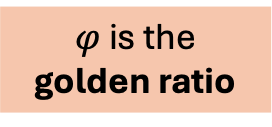 φ is the
golden ratio